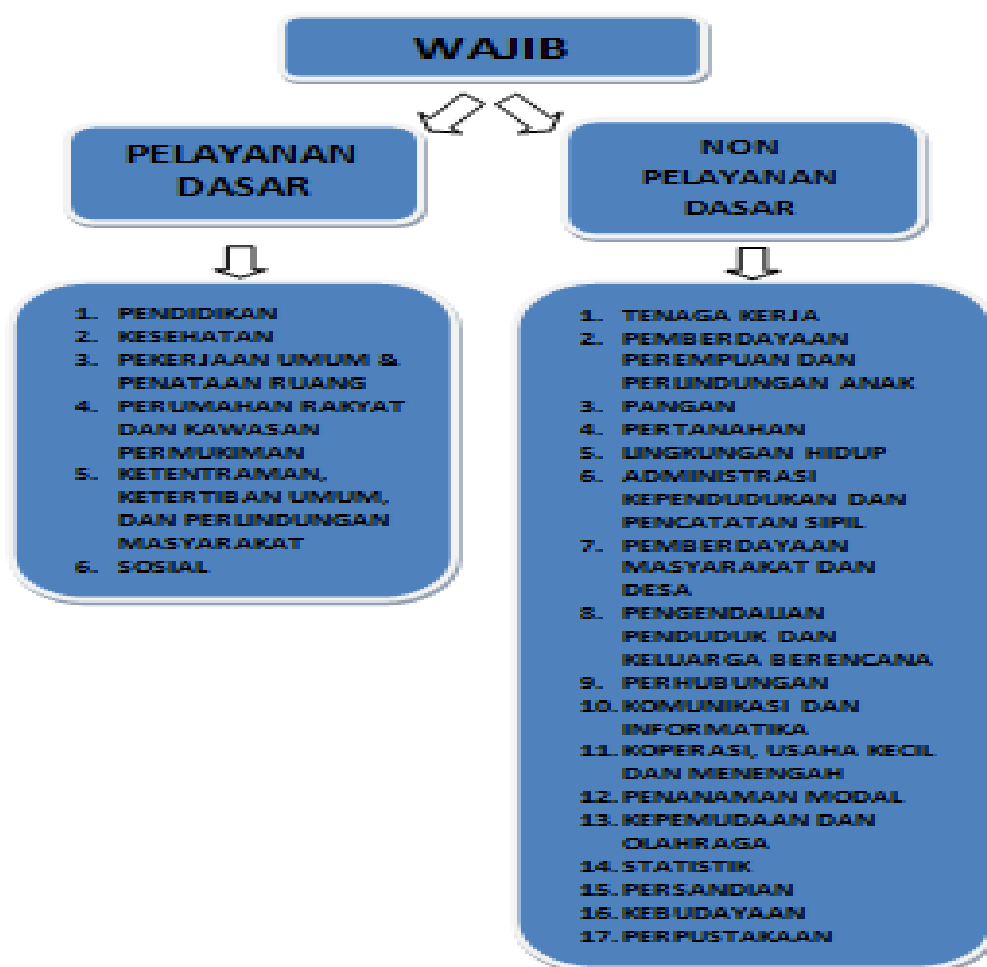 WAJIB
PELAYANAN
DASAR
NON
PELAYANAN
DASAR
1. PENDIDIKAN
2. KESEHATAN
3. PEKERJAAN UMUM &
PENATAAN RUANG
4. PERUMAHAN RAKYAT
DAN KAWASAN
PERMUKIMAN
5. KETENTRAMAN,
KETERTIBAN UMUM,
DAN PERLINDUNGAN
MASYARAKAT
6. SOSIAL
1. TENAGA KERJA
2. PEMBERDAYAAN
PEREMPUAN DAN
PERLINDUNGAN ANAK
3. PANGAN
4. PERTANAHAN
5. LINGKUNGAN HIDUP
6. ADMINISTRASI
KEPENDUDUKAN DAN
PENCATATAN SIPIL
7. PEMBERDAYAAN
MASYARAKAT DAN
DESA
8. PENGENDALIAN
PENDUDUK DAN
KELUARGA BERENCANA
9. PERHUBUNGAN
10. KOMUNIKASI DAN
INFORMATIKA
11. KOPERASI, USAHA KECIL
DAN MENENGAH
12. PENANAMAN MODAL
13. KEPEMUDAAN DAN
OLAHRAGA
14. STATISTIK
15. PERSANDIAN
16. KEBUDAYAAN
17. PERPUSTAKAAN